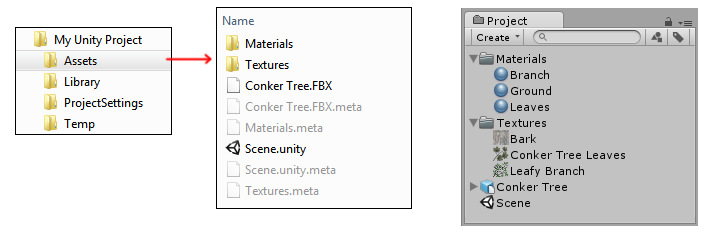 My Unity Project
Assets
Library
ProjectSettings
Temp
Name
Materials
Textures
Conker Tree.FBX
Conker Tree.FBX.meta
Materials.meta
Scene.unity
Scene.unity.meta
Textures.meta
Project
Create
Materials
Branch
Ground
Leaves
Textures
Bark
Conker Tree Leaves
Leafy Branch
Conker Tree
Scene